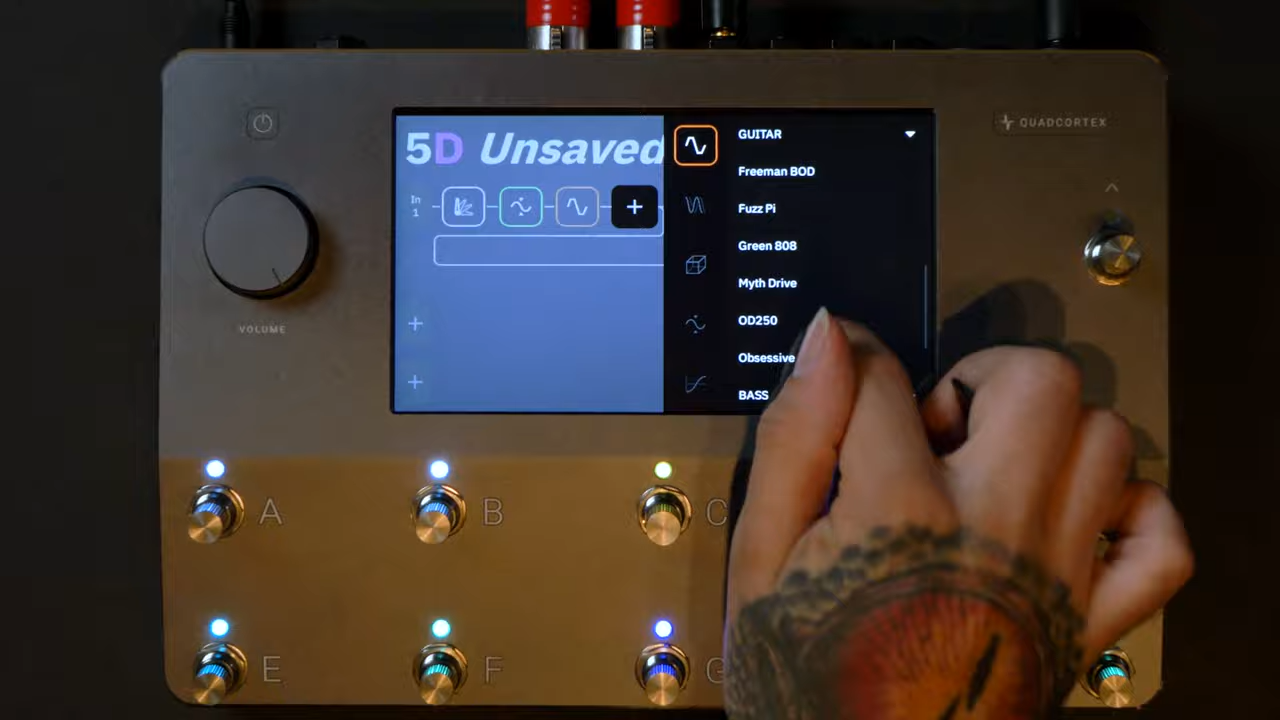 QUADCORTEX
5D Unsaved
In
1
GUITAR
Freeman BOD
Fuzz Pi
Green 808
Myth Drive
OD250
Obsessive
BASS
VOLUME
A
B
C
E
F
G